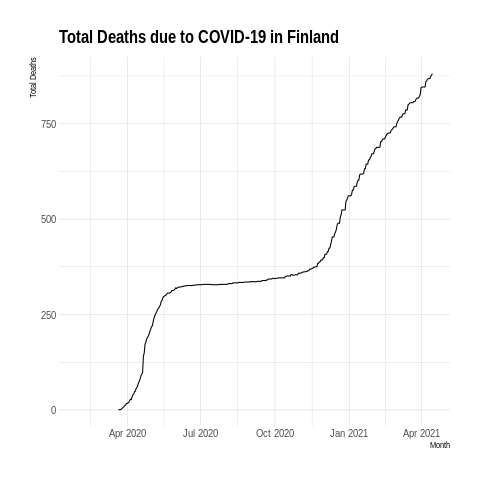 Total Deaths due to COVID-19 in Finland
Total Deaths
750
500
250
0
Apr 2020 Jul 2020 Oct 2020 Jan 2021 Apr 2021
Month